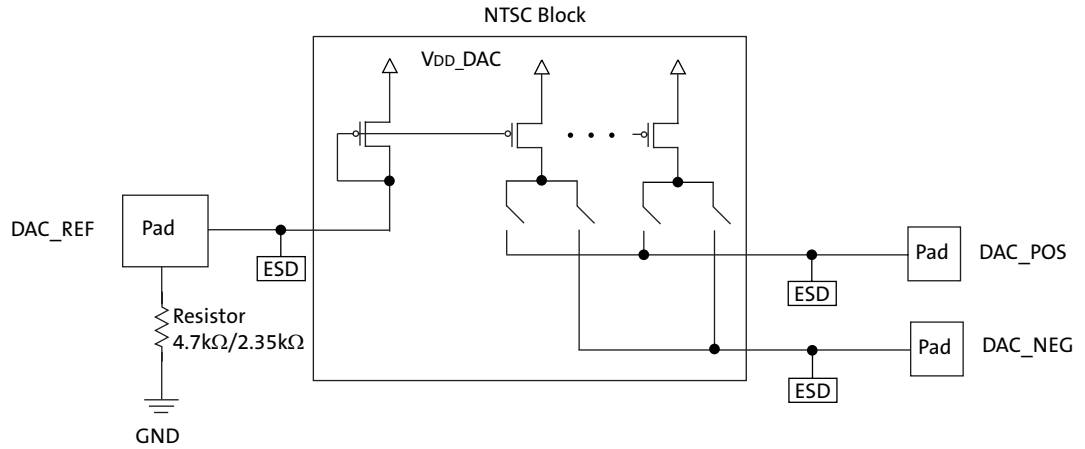 NTSC Block
VDD_DAC
DAC_REF
Pad
ESD
Resistor
4.7kΩ/2.35kΩ
GND
Pad
DAC_POS
ESD
Pad
DAC_NEG
ESD